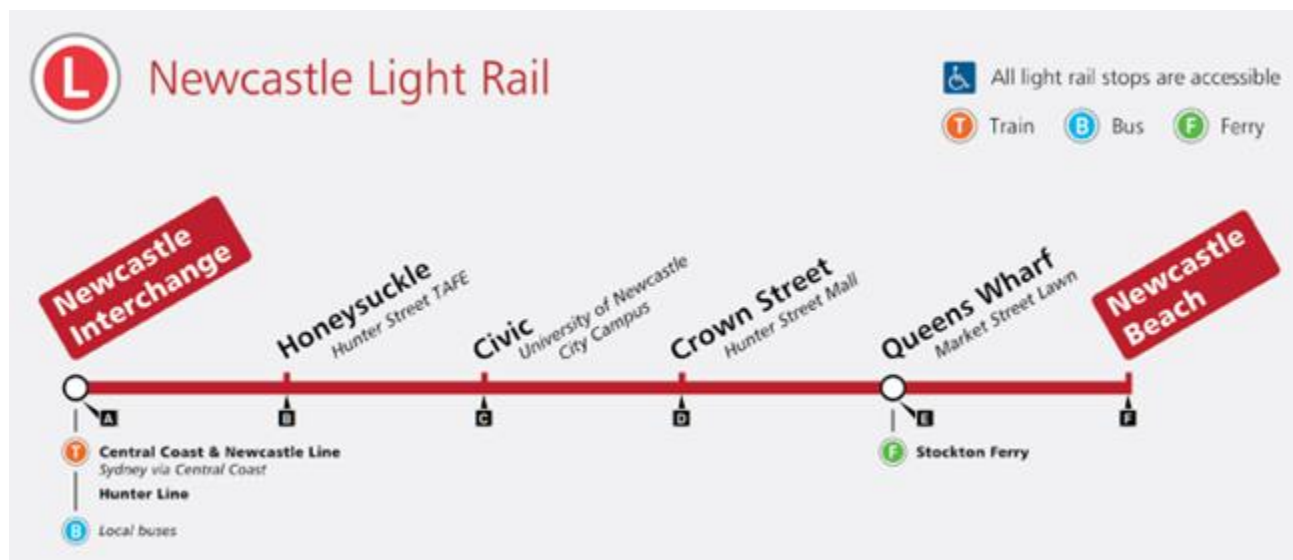 L Newcastle Light Rail
All light rail stops are accessible
T Train B Bus F Ferry
Newcastle
Interchange
Honeysuckle
Hunter Street TAFE
Civic
University of Newcastle
City Campus
Crown Street
Hunter Street Mall
Queens Wharf
Market Street Lawn
Newcastle
Beach
A B C D E F
T Central Coast & Newcastle Line
Sydney via Central Coast
Hunter Line
B Local buses
F Stockton Ferry